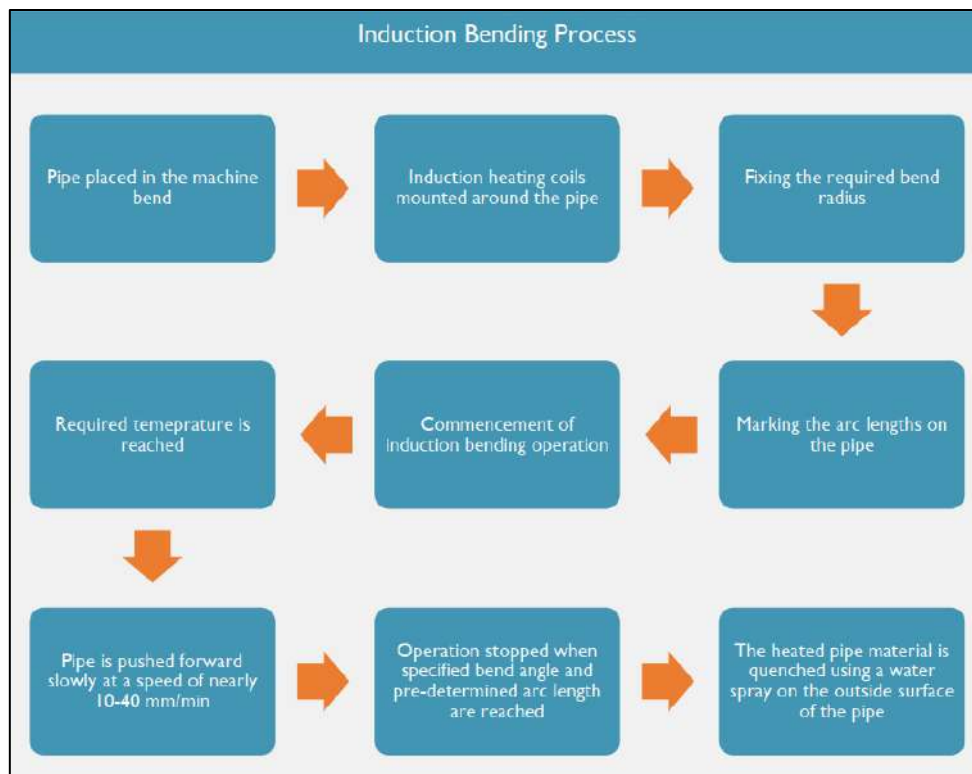 Induction Bending Process
Pipe placed in the machine
bend
Induction heating coils
mounted around the pipe
Fixing the required bend
radius
Marking the arc lengths on
the pipe
Commencement of
induction bending operation
Required temeprature is
reached
Pipe is pushed forward
slowly at a speed of nearly
10-40 mm/min
Operation stopped when
specified bend angle and
pre-determined arc length
are reached
The heated pipe material is
quenched using a water
spray on the outside surface
of the pipe